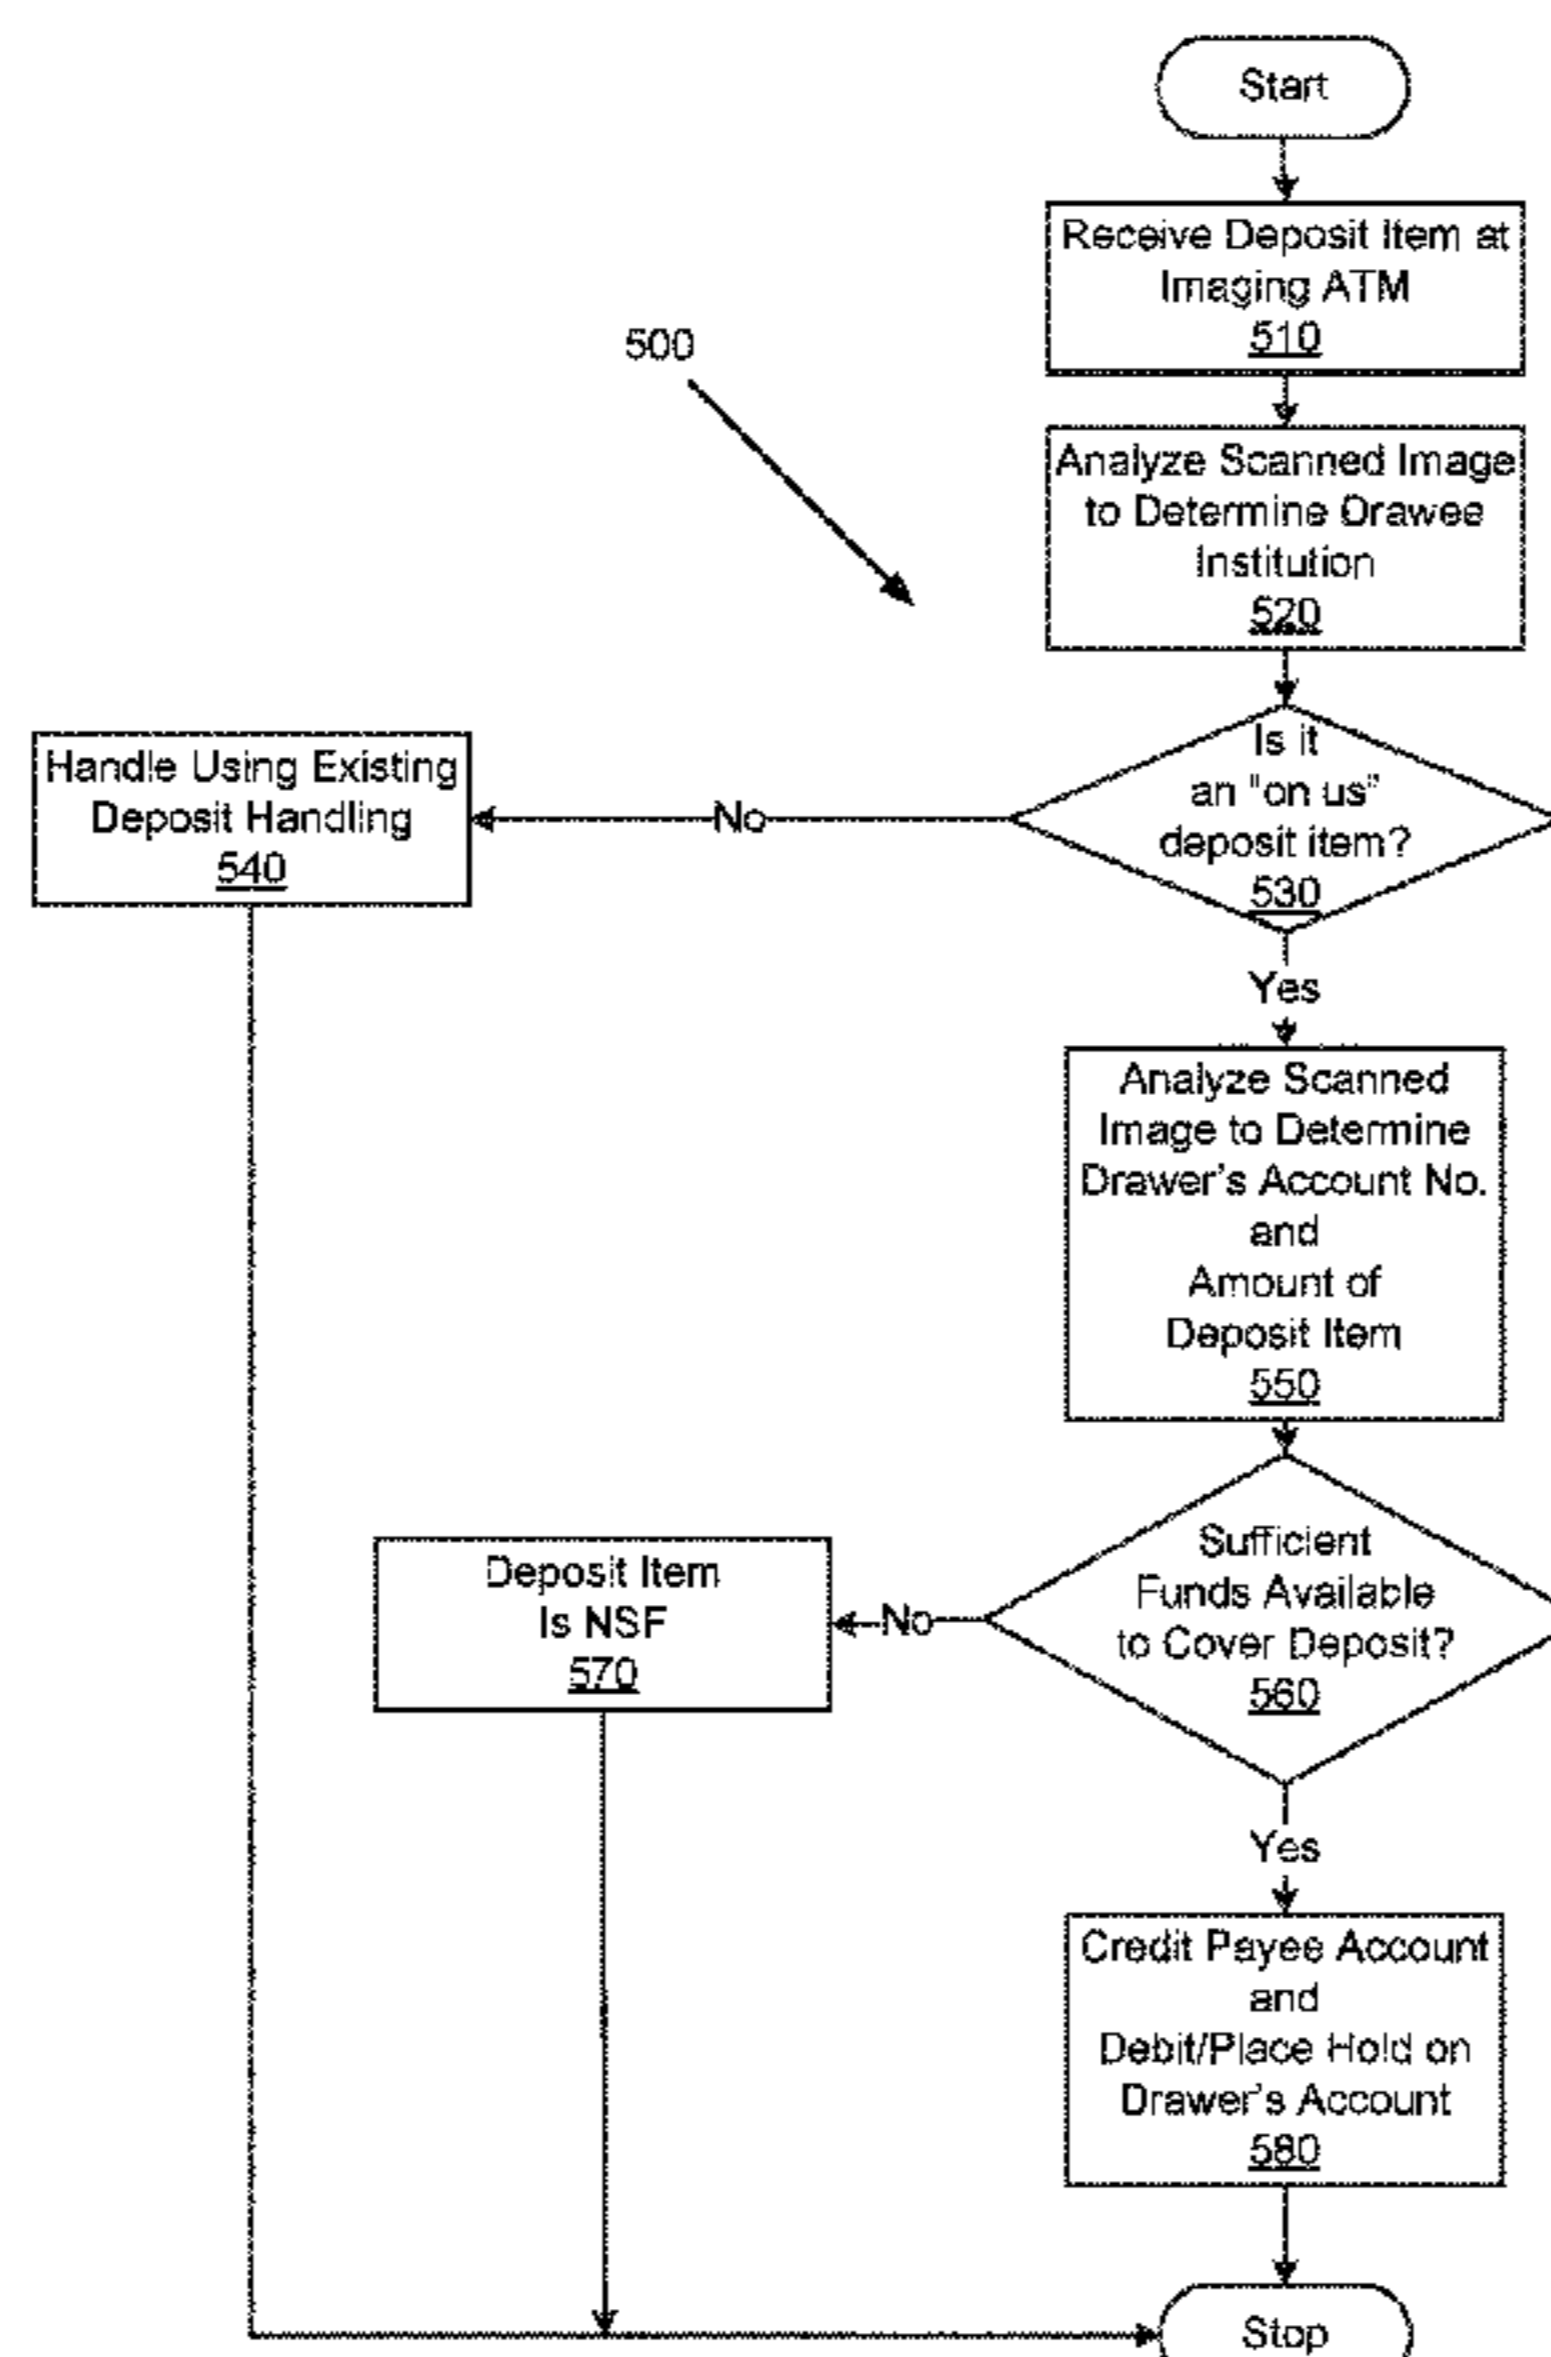 Start
Receive Deposit Item at
Imaging ATM
510
500
Analyze Scanned Image
to Determine Drawee
Institution
520
Is it
an "on us"
deposit item?
530
No
Handle Using Existing
Deposit Handling
540
Yes
Analyze Scanned
Image to Determine
Drawer's Account No.
and
Amount of
Deposit Item
550
Sufficient
Funds Available
to Cover Deposit?
560
No
Deposit Item
Is NSF
570
Yes
Credit Payee Account
and
Debit/Place Hold on
Drawer's Account
580
Stop